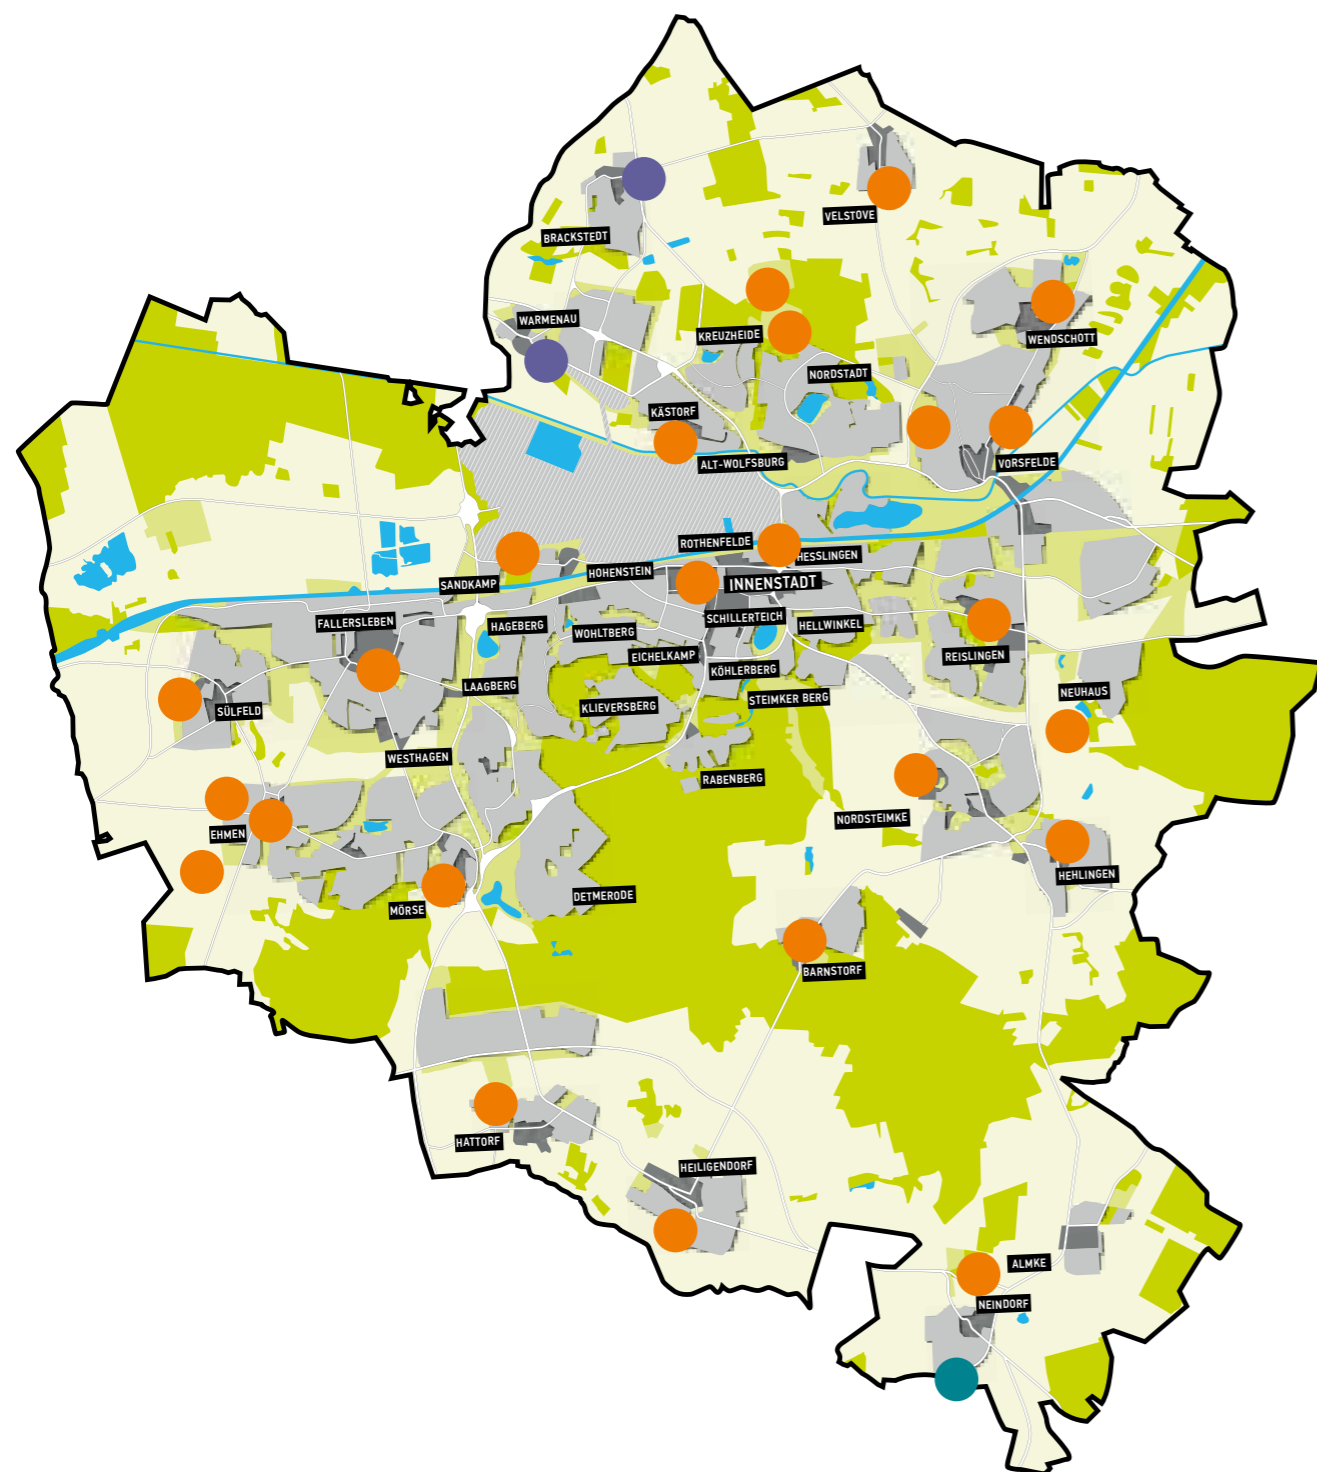 VELSTOVE
BRACKSTEDT
WARMENAU
KREUZHEIDE
WENDSCHOTT
NORDSTADT
KÄSTORF
ALT-WOLFSBURG
VORSFELDE
ROTHENFELDE
HESSLINGEN
HOHENSTEIN
SANDKAMP
INNENSTADT
FALLERSLEBEN
HAGEBERG
WOHLTBERG
SCHILLERTEICH
HELLWINKEL
EICHELKAMP
REISLINGEN
KÖHLERBERG
LAAGBERG
STEIMKER BERG
NEUHAUS
SÜLFELD
KLIEVERSBERG
WESTHAGEN
RABENBERG
NORDSTEIMKE
EHMEN
HEHLINGEN
DETMERODE
MÖRSE
BARNSTORF
HATTORF
HEILIGENDORF
ALMKE
NEINDORF